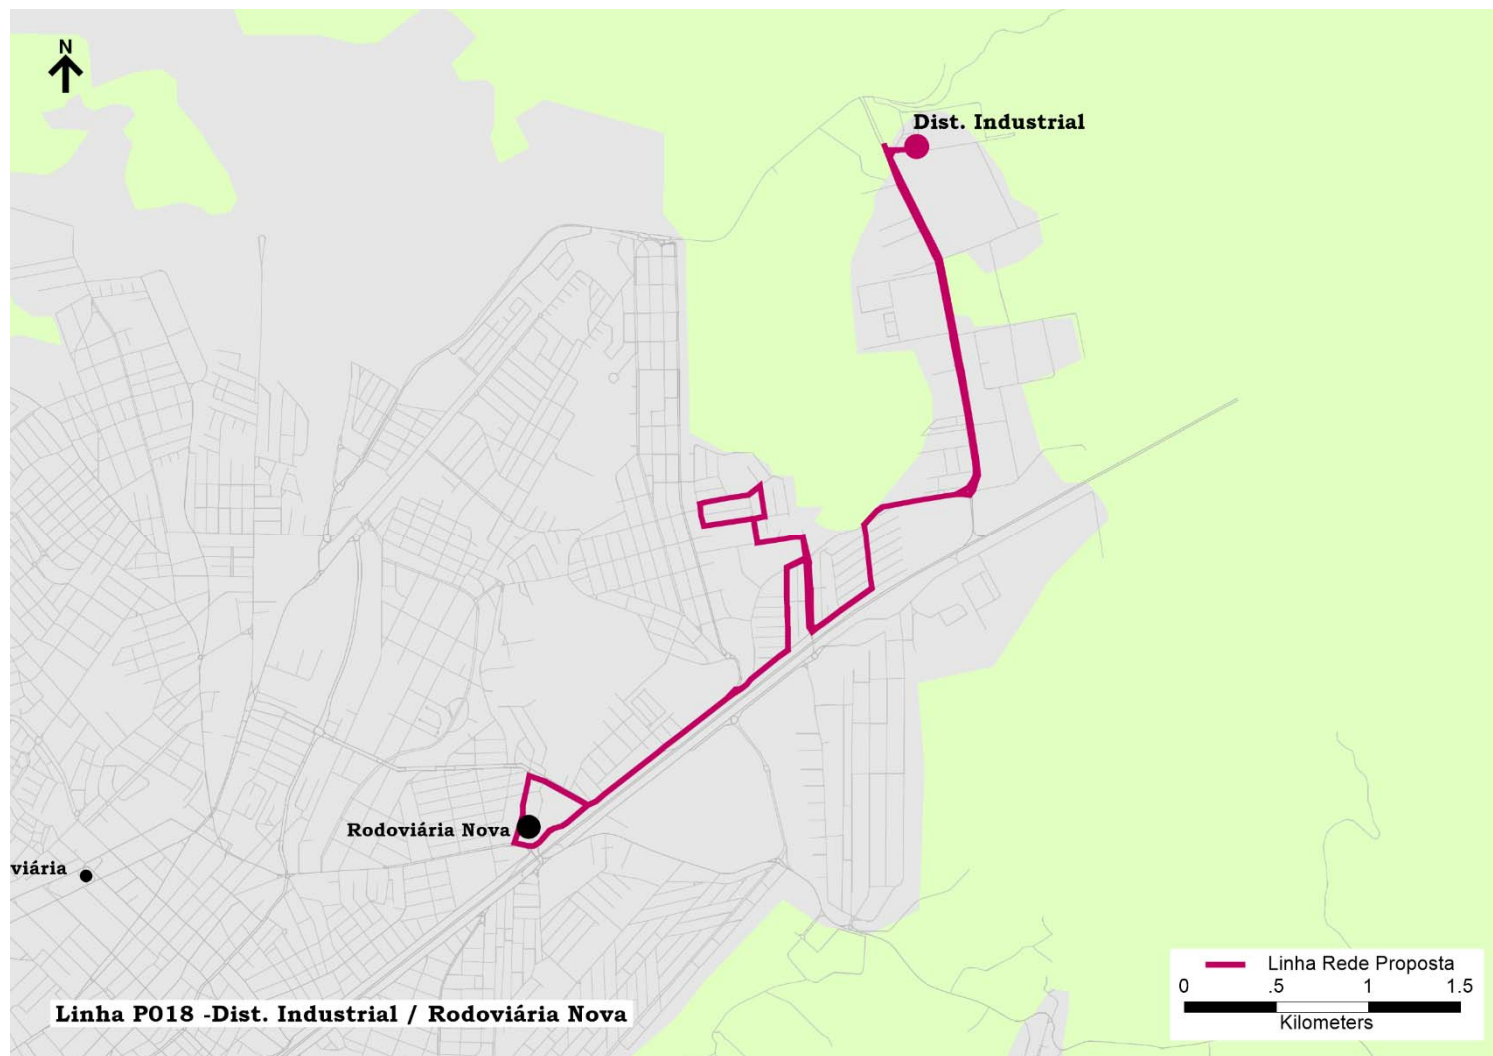 N
Dist. Industrial
Rodoviária Nova
viária
Linha P018 -Dist. Industrial / Rodoviária Nova
Linha Rede Proposta
0 .5 1 1.5
Kilometers